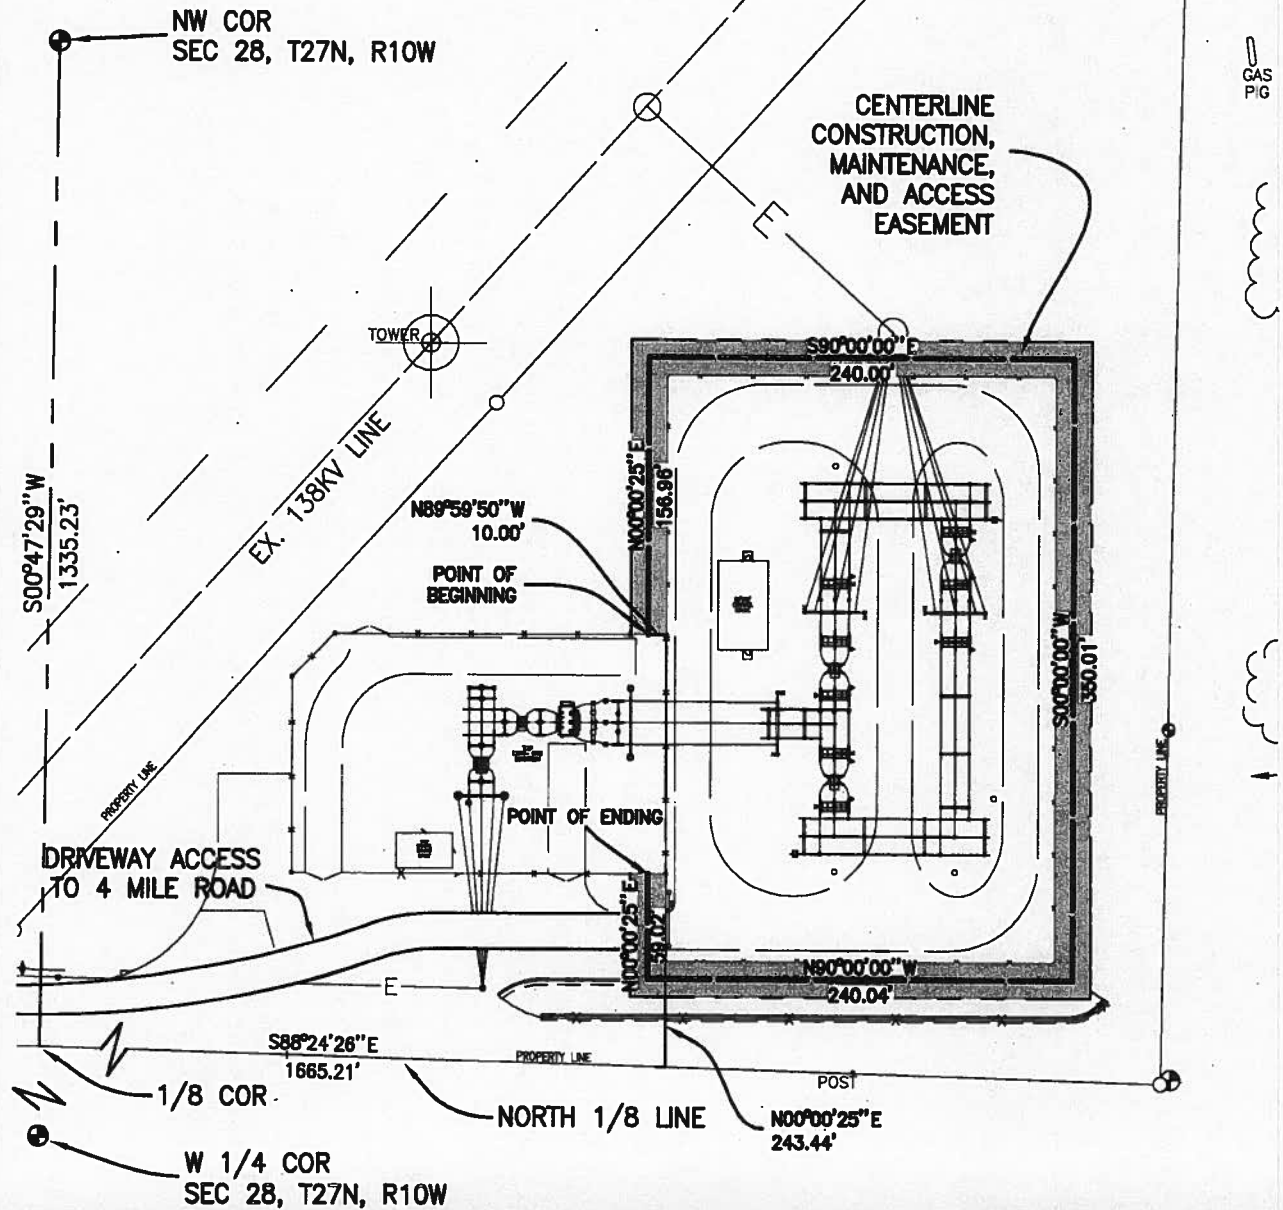 NW COR
SEC 28, T27N, R10W
GAS
PIG
CENTERLINE
CONSTRUCTION,
MAINTENANCE,
AND ACCESS
EASEMENT
E
TOWER
S90°00'00"E
240.00'
EX. 138KV LINE
S00°47'29"W
1335.23'
N00°00'25"E
156.96'
N89°59'50"W
10.00'
POINT OF
BEGINNING
S00°00'00"W
350.01'
PROPERTY LINE
PROPERTY LINE
POINT OF ENDING
DRIVEWAY ACCESS
TO 4 MILE ROAD
N00°00'25"E
59.02'
N90°00'00"W
240.04'
E
S88°24'26"E
1665.21'
PROPERTY LINE
POST
1/8 COR
NORTH 1/8 LINE
N00°00'25"E
243.44'
W 1/4 COR
SEC 28, T27N, R10W